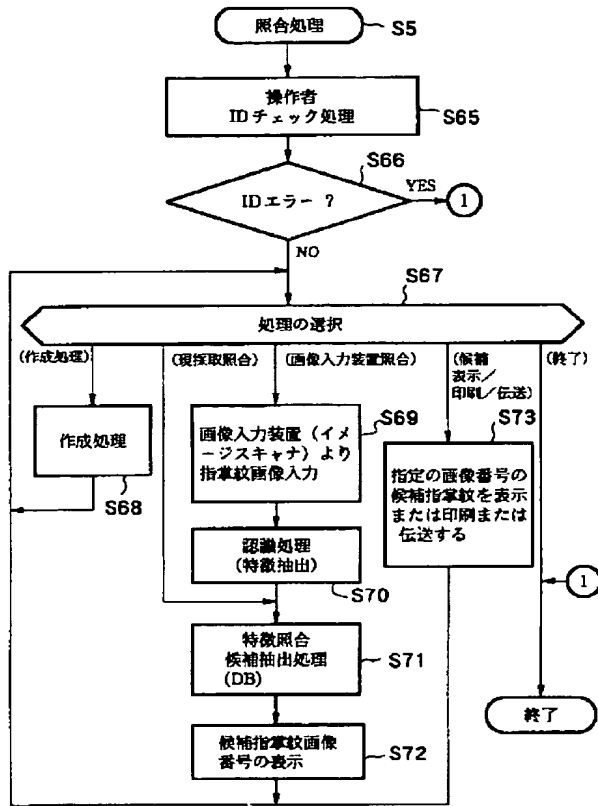 照合処理
S5
操作者
IDチェック処理
S65
S66
IDエラー ?
YES
1
NO
S67
処理の選択
(作成処理)
(現採取照合)
(画像入力装置照合)
(候補
表示/
印刷/伝送)
(終了)
作成処理
S68
画像入力装置(イメ
ージスキャナ)より
指掌紋画像入力
S69
認識処理
(特徴抽出)
S70
特徴照合
候補抽出処理
(DB)
S71
候補指掌紋画像
番号の表示
S72
S73
指定の画像番号の
候補指掌紋を表示
または印刷または
伝送する
1
終了